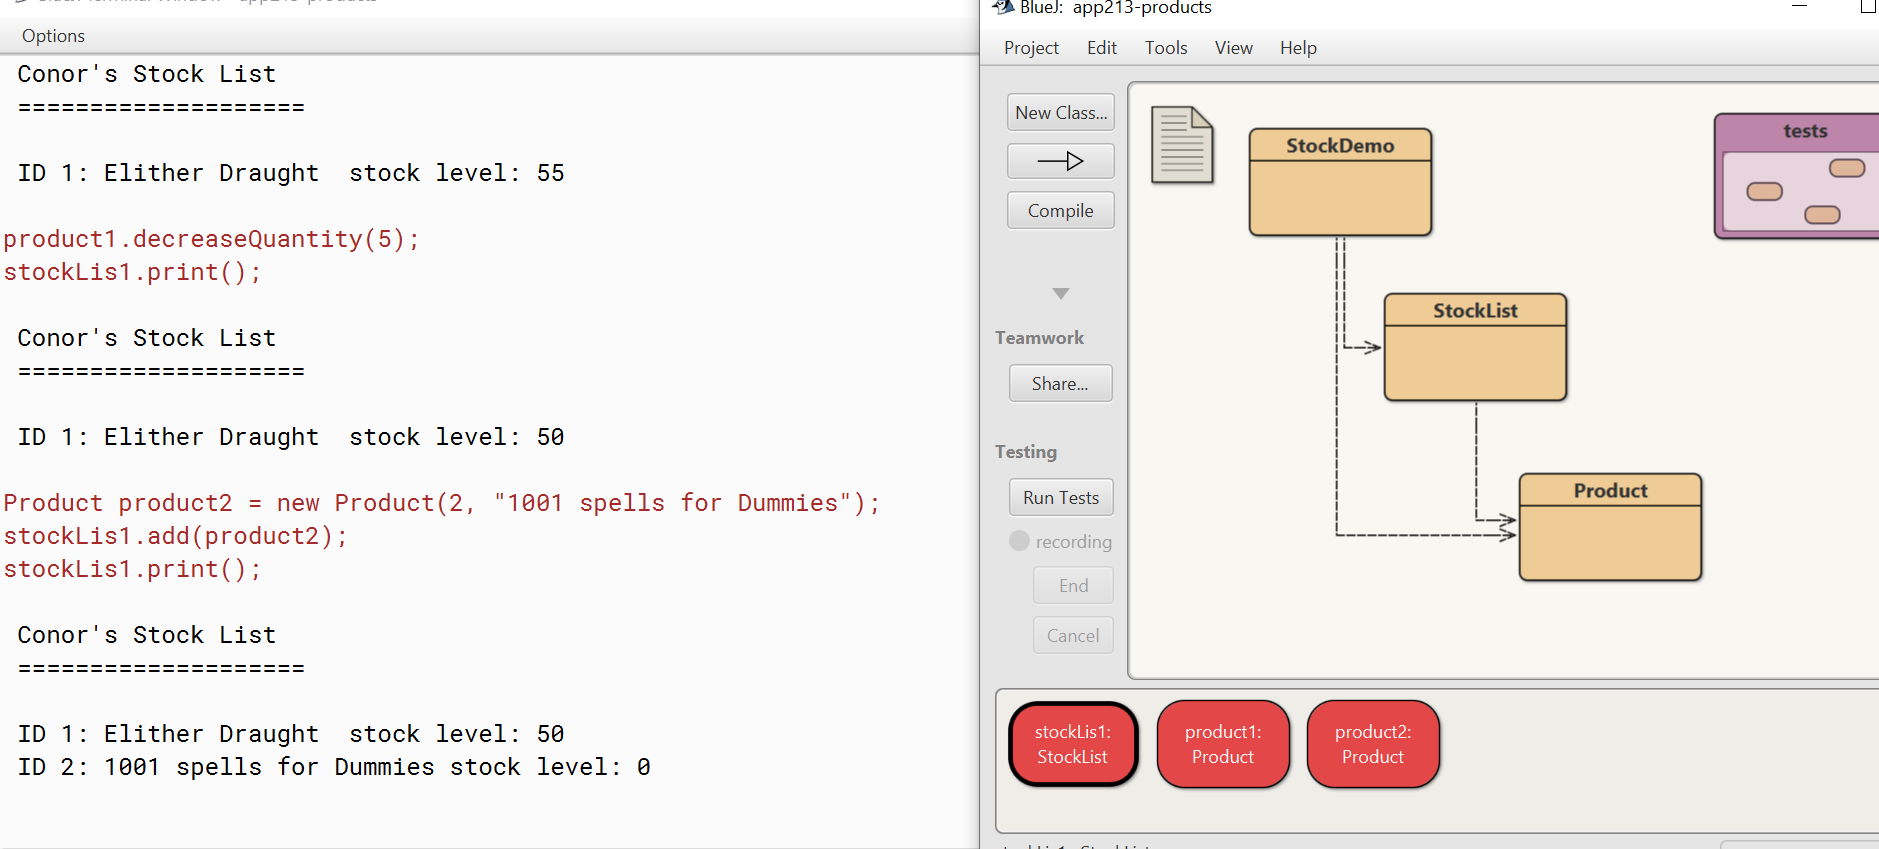 Options
Conor's Stock List
====================
ID 1: Elither Draught  stock level: 55
product1.decreaseQuantity(5);
stockLis1.print();
Conor's Stock List
====================
ID 1: Elither Draught  stock level: 50
Product product2 = new Product(2, "1001 spells for Dummies");
stockLis1.add(product2);
stockLis1.print();
Conor's Stock List
====================
ID 1: Elither Draught  stock level: 50
ID 2: 1001 spells for Dummies stock level: 0
BlueJ: app213-products
Project Edit Tools View Help
New Class...
Compile
Teamwork
Share...
Testing
Run Tests
recording
End
Cancel
StockDemo
tests
StockList
Product
stockLis1:
StockList
product1:
Product
product2:
Product